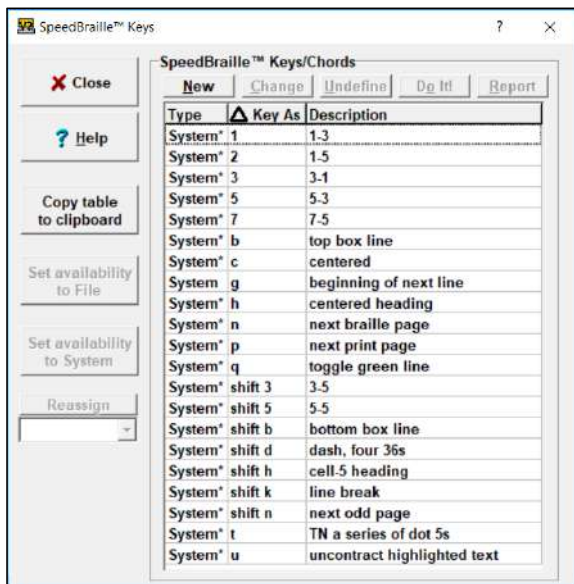 SpeedBraille™ Keys ? ×
SpeedBraille™ Keys/Chords
Close
Help
Copy table
to clipboard
Set availability
to File
Set availability
to System
Reassign
New Change Undefine Do It! Report
Type Δ Key As Description
System* 1 1-3
System* 2 1-5
System* 3 3-1
System* 5 5-3
System* 7 7-5
System* b top box line
System* c centered
System g beginning of next line
System* h centered heading
System* n next braille page
System* p next print page
System* q toggle green line
System* shift 3 3-5
System* shift 5 5-5
System* shift b bottom box line
System* shift d dash, four 36s
System* shift h cell-5 heading
System* shift k line break
System* shift n next odd page
System* t TN a series of dot 5s
System* u uncontract highlighted text